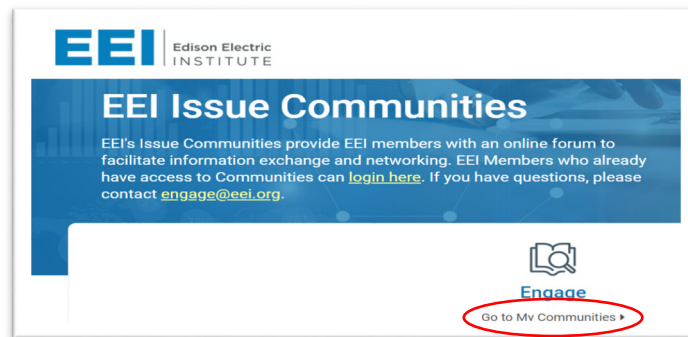 EEI Edison Electric
INSTITUTE
EEI Issue Communities
EEI's Issue Communities provide EEI members with an online forum to
facilitate information exchange and networking. EEI Members who already
have access to Communities can login here. If you have questions, please
contact engage@eei.org.
Engage
Go to My Communities ▸